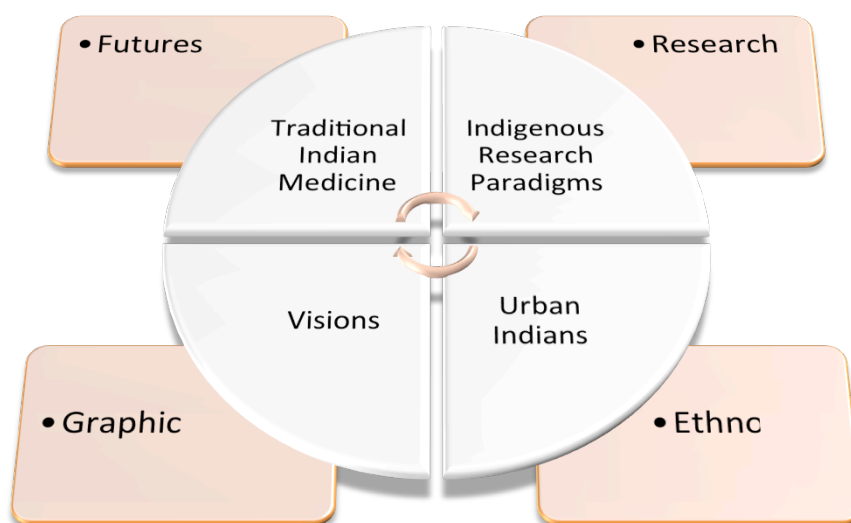 • Futures
• Research
Traditional
Indian
Medicine
Indigenous
Research
Paradigms
Visions
Urban
Indians
• Graphic
• Ethno